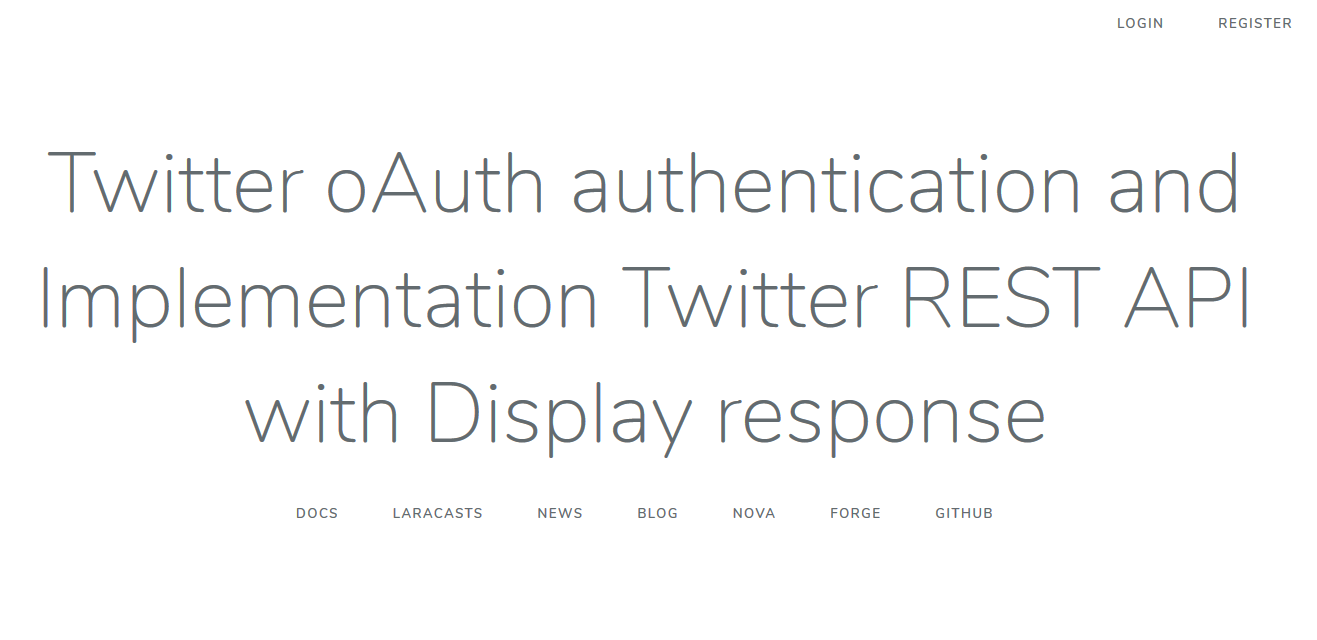 LOGIN REGISTER
Twitter oAuth authentication and
Implementation Twitter REST API
with Display response
DOCS LARACASTS NEWS BLOG NOVA FORGE GITHUB